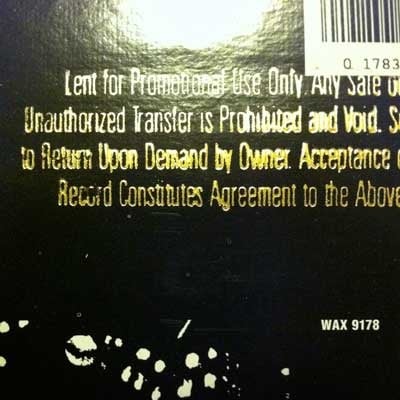 Q 1783
Lent for Promotional Use Only. Any Sale or
Unauthorized Transfer is Prohibited and Void. S
to Return Upon Demand by Owner. Acceptance
Record Constitutes Agreement to the Above
WAX 9178